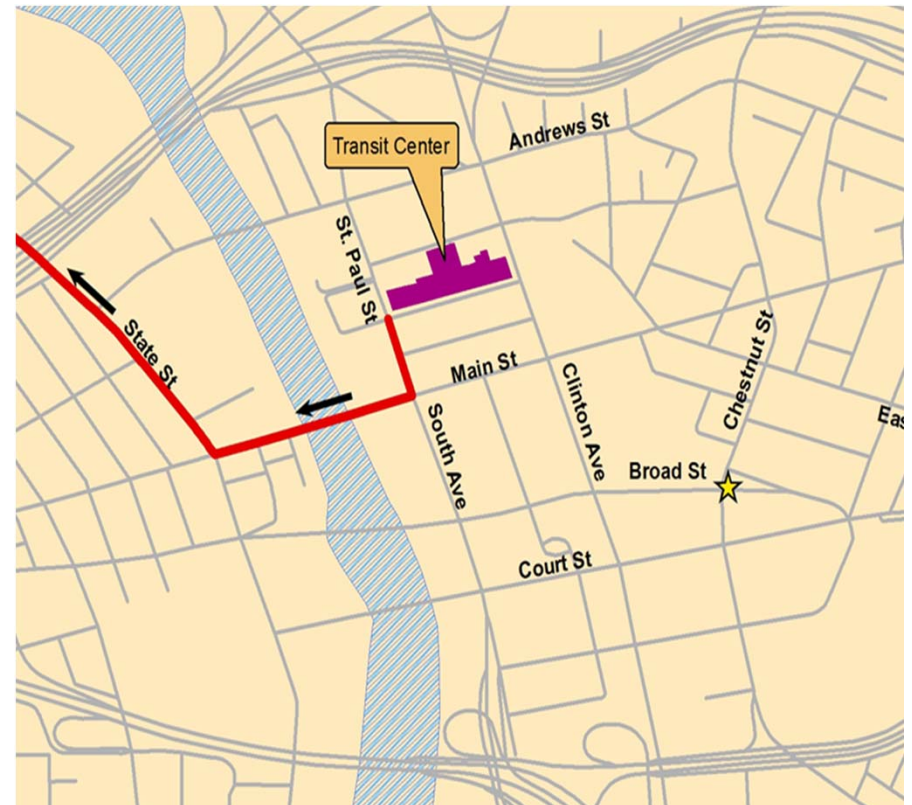 Andrews St
Transit Center
St. Paul St
State St
Main St
Chestnut St
Clinton Ave
South Ave
Eas
Broad St
Court St